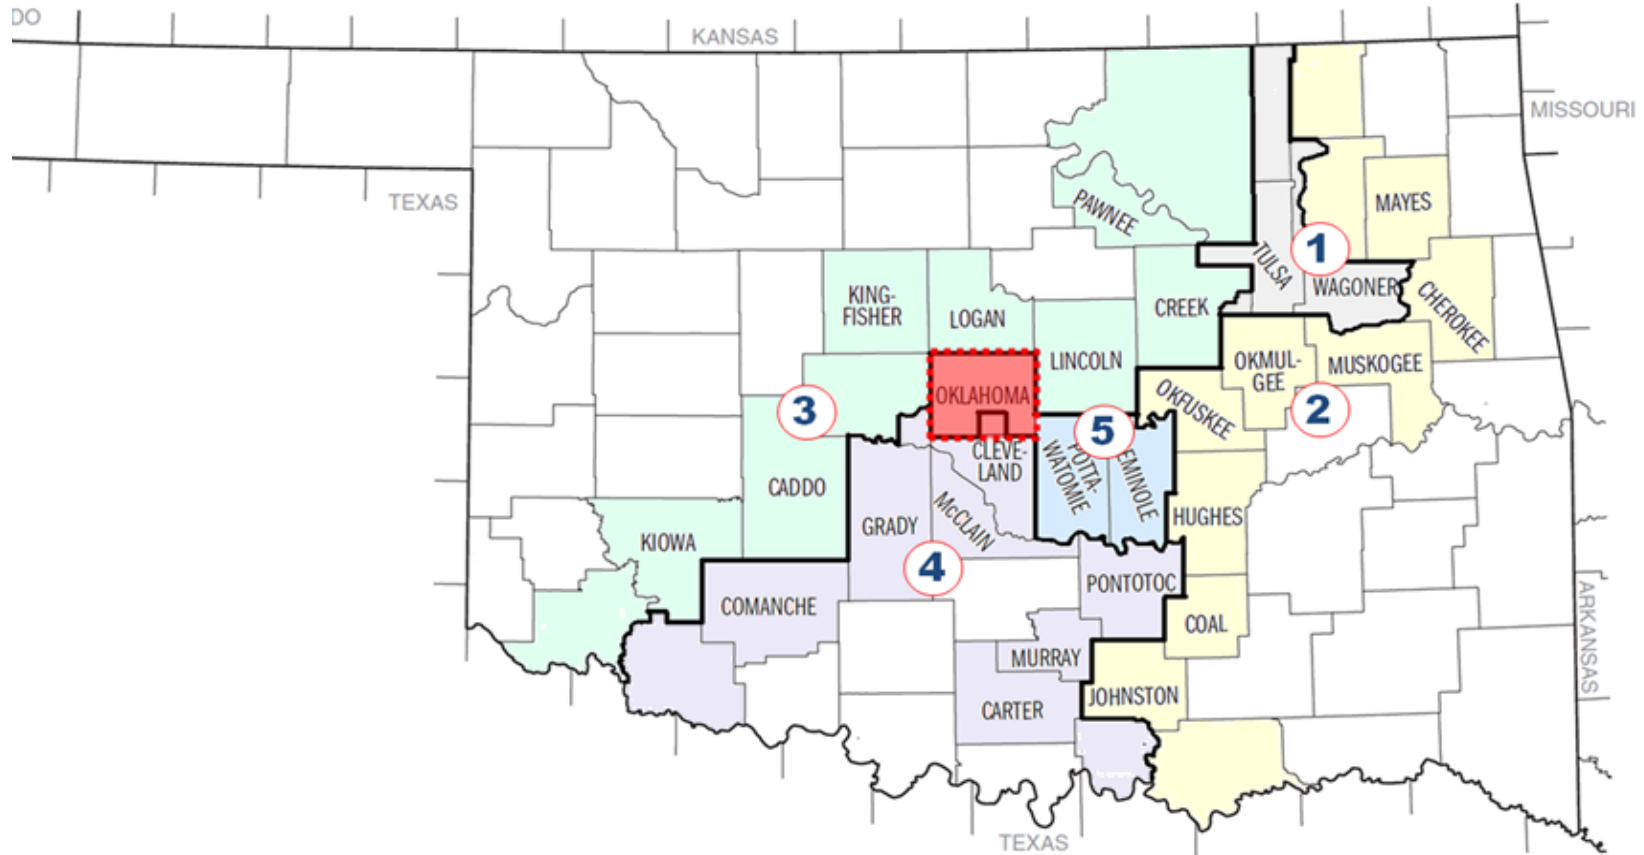 DO
KANSAS
MISSOURI
TEXAS
PAWNEE
MAYES
1
TULSA
WAGONER
CHEROKEE
KING-
FISHER
LOGAN
CREEK
LINCOLN
OKMUL-
GEE
MUSKOGEE
OKLAHOMA
OKFUSKEE
3
2
5
CLEVE-
LAND
POTTA-
WATOMIE
EMINOLE
CADDO
GRADY
McCLAIN
HUGHES
KIOWA
4
PONTOTOC
COMANCHE
COAL
ARKANSAS
MURRAY
JOHNSTON
CARTER
TEXAS